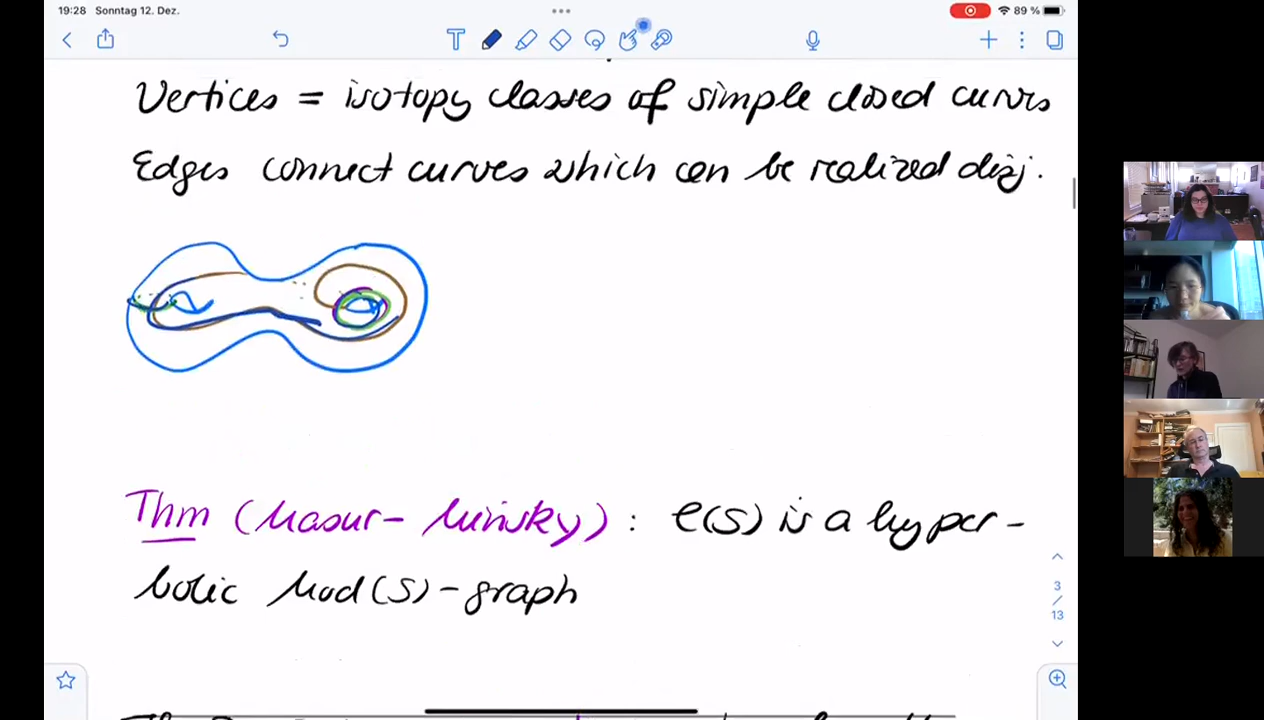 19:28 Sonntag 12. Dez.
89 %
Vertices = isotopy classes of simple closed curves
Edges connect curves which can be realized disj.
Thm (Masur-Minsky) : C(S) is a hyper-
bolic Mod(S)-graph
3
/
13